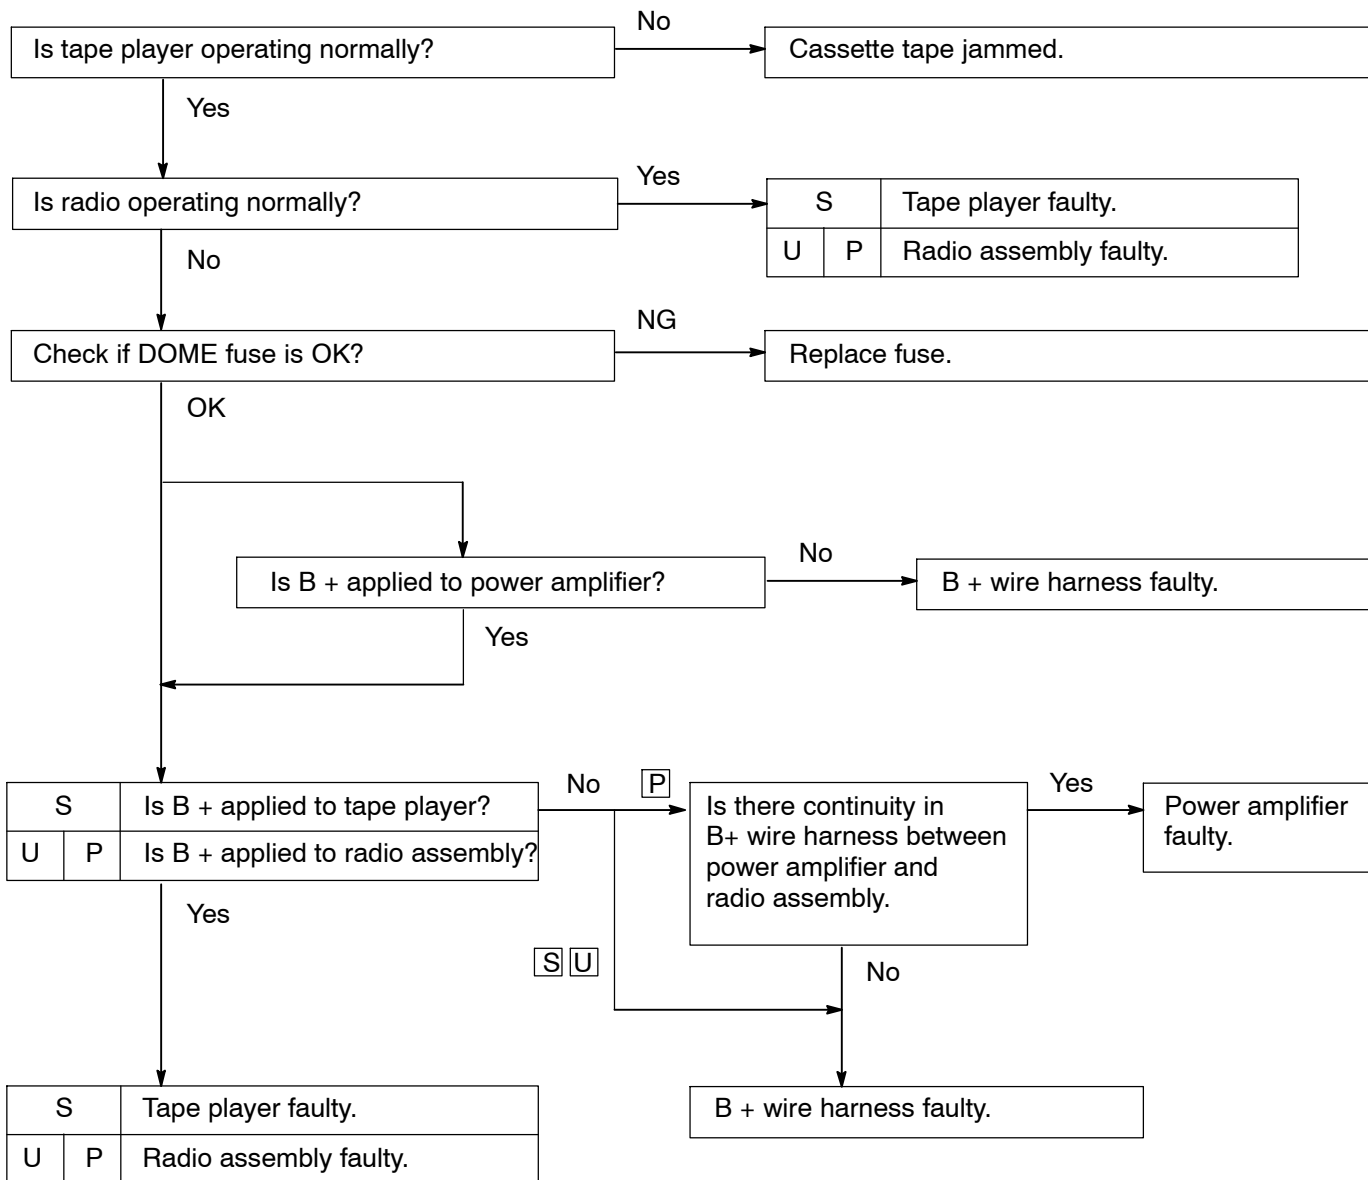 Is tape player operating normally?
No
Cassette tape jammed.
Yes
Is radio operating normally?
Yes
S
Tape player faulty.
U
P
Radio assembly faulty.
No
Check if DOME fuse is OK?
NG
Replace fuse.
OK
Is B + applied to power amplifier?
No
B + wire harness faulty.
Yes
S
Is B + applied to tape player?
U
P
Is B + applied to radio assembly?
No
P
Is there continuity in
B+ wire harness between
power amplifier and
radio assembly.
Yes
Power amplifier
faulty.
Yes
S
U
No
S
Tape player faulty.
U
P
Radio assembly faulty.
B + wire harness faulty.